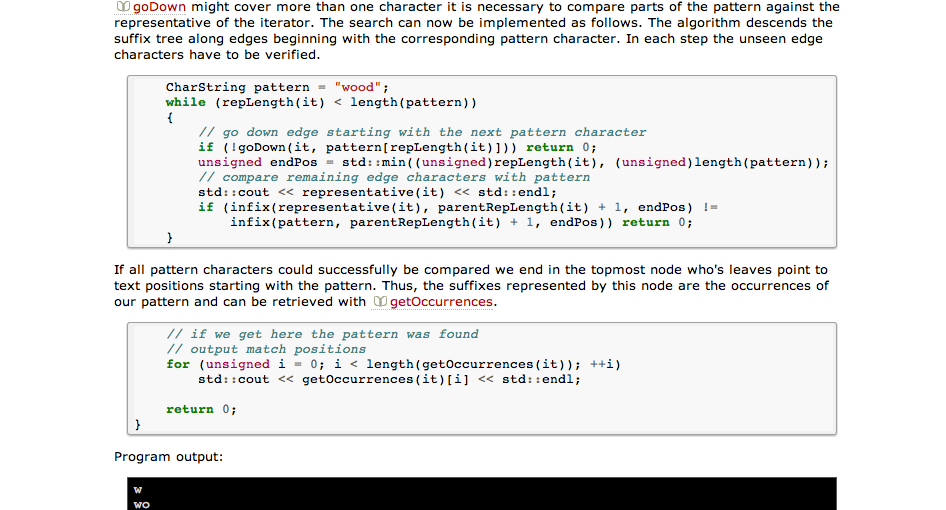 goDown might cover more than one character it is necessary to compare parts of the pattern against the
representative of the iterator. The search can now be implemented as follows. The algorithm descends the
suffix tree along edges beginning with the corresponding pattern character. In each step the unseen edge
characters have to be verified.
CharString pattern = "wood";
while (repLength(it) < length(pattern))
{
// go down edge starting with the next pattern character
if (!goDown(it, pattern[repLength(it)])) return 0;
unsigned endPos = std::min((unsigned)repLength(it), (unsigned)length(pattern));
// compare remaining edge characters with pattern
std::cout << representative(it) << std::endl;
if (infix(representative(it), parentRepLength(it) + 1, endPos) !=
infix(pattern, parentRepLength(it) + 1, endPos)) return 0;
}
If all pattern characters could successfully be compared we end in the topmost node who's leaves point to
text positions starting with the pattern. Thus, the suffixes represented by this node are the occurrences of
our pattern and can be retrieved with getOccurrences.
// if we get here the pattern was found
// output match positions
for (unsigned i = 0; i < length(getOccurrences(it)); ++i)
std::cout << getOccurrences(it)[i] << std::endl;
return 0;
}
Program output:
w
wo